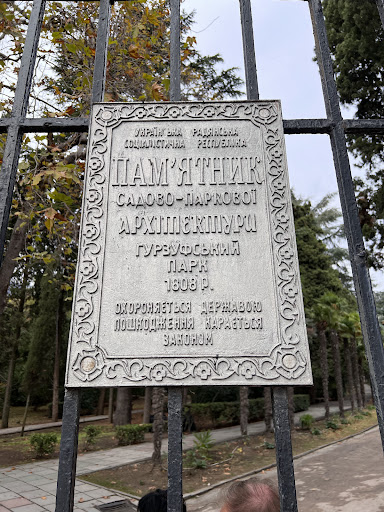 УКРАЇНСЬКА РАДЯНСЬКА
СОЦІАЛІСТИЧНА РЕСПУБЛІКА
ПАМ'ЯТНИК
САДОВО-ПАРКОВОЇ
АРХІТЕКТУРИ
ГУРЗУФСЬКИЙ
ПАРК
1808 Р.
ОХОРОНЯЄТЬСЯ ДЕРЖАВОЮ
ПОШКОДЖЕННЯ КАРАЄТЬСЯ
ЗАКОНОМ